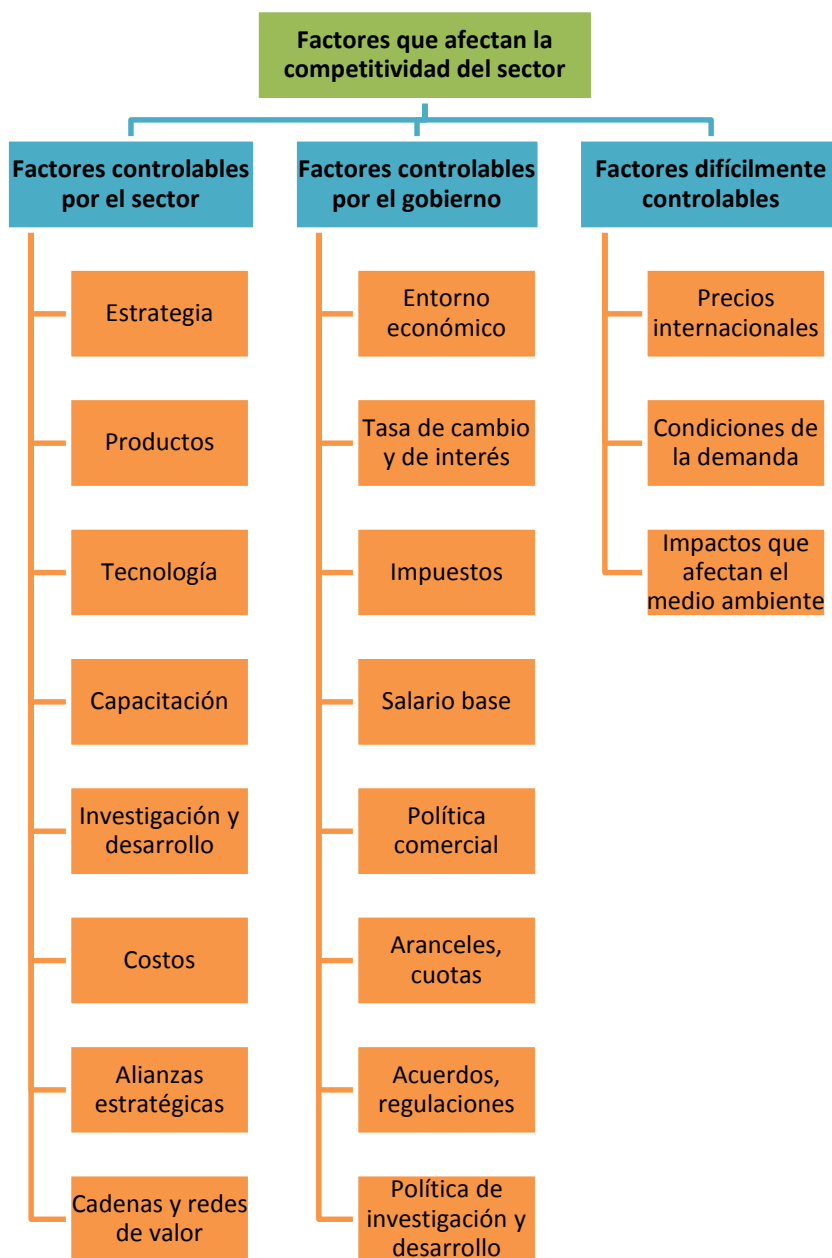 Factores que afectan la
competitividad del sector
Factores controlables
por el sector
Estrategia
Productos
Tecnología
Capacitación
Investigación y
desarrollo
Costos
Alianzas
estratégicas
Cadenas y redes
de valor
Factores controlables
por el gobierno
Entorno
económico
Tasa de cambio
y de interés
Impuestos
Salario base
Política
comercial
Aranceles,
cuotas
Acuerdos,
regulaciones
Política de
investigación y
desarrollo
Factores difícilmente
controlables
Precios
internacionales
Condiciones de
la demanda
Impactos que
afectan el
medio ambiente